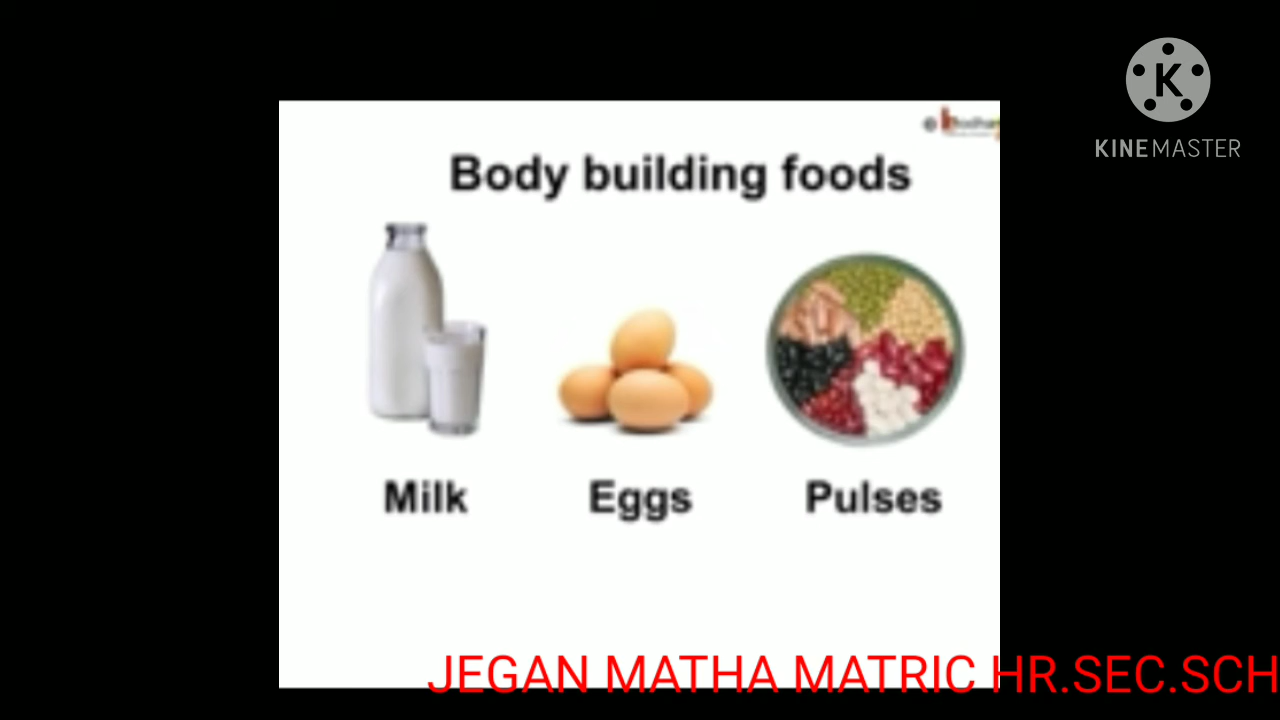 K
KINEMASTER
Body building foods
Milk Eggs Pulses
JEGAN MATHA MATRIC HR.SEC.SCH